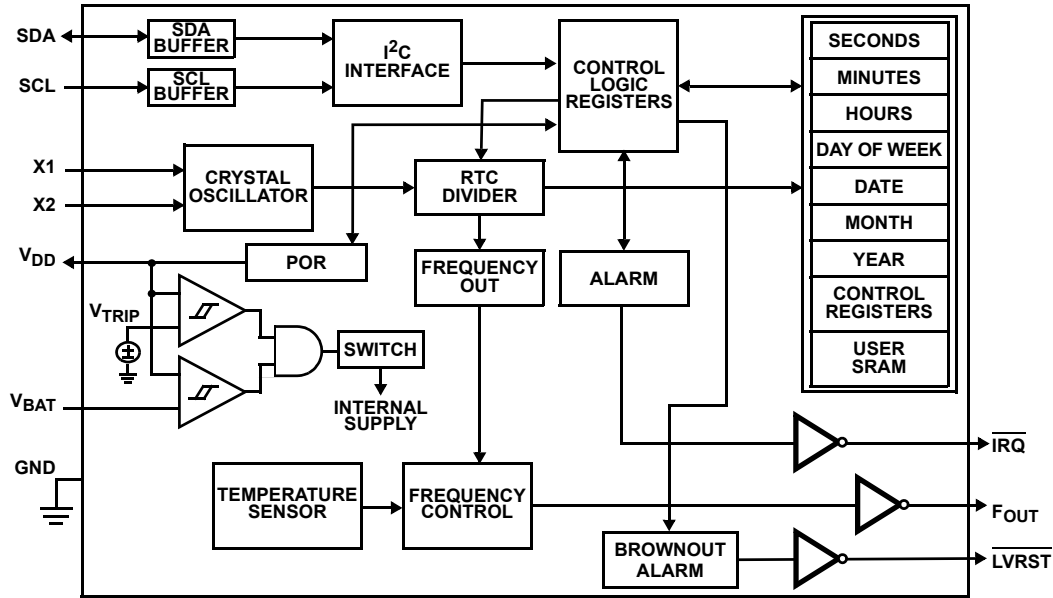 SDA
SDA
BUFFER
SCL
SCL
BUFFER
I²C
INTERFACE
CONTROL
LOGIC
REGISTERS
SECONDS
MINUTES
HOURS
DAY OF WEEK
DATE
MONTH
YEAR
CONTROL
REGISTERS
USER
SRAM
X1
X2
CRYSTAL
OSCILLATOR
RTC
DIVIDER
VDD
POR
FREQUENCY
OUT
ALARM
VTRIP
SWITCH
INTERNAL
SUPPLY
VBAT
GND
TEMPERATURE
SENSOR
FREQUENCY
CONTROL
BROWNOUT
ALARM
IRQ
FOUT
LVRST